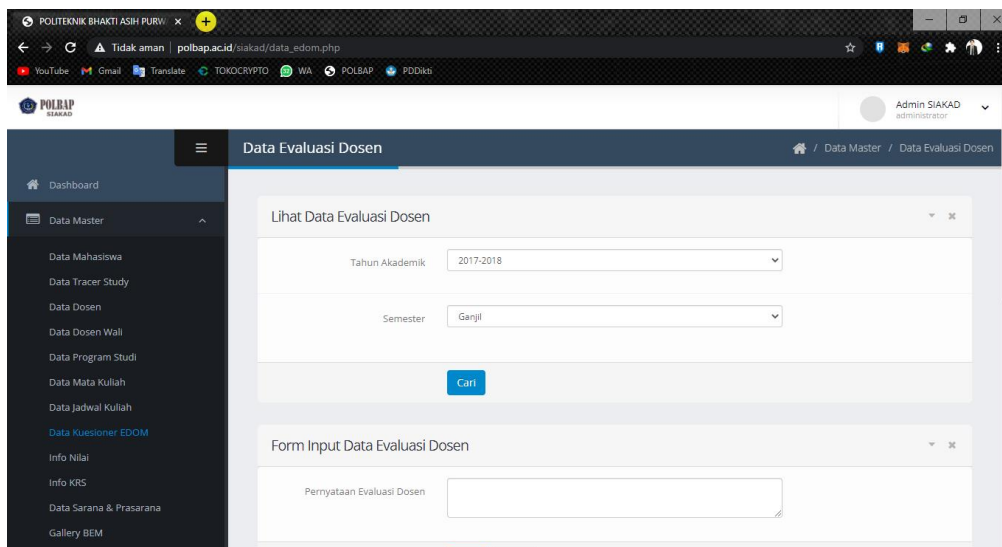 POLITEKNIK BHAKTI ASIH PURW
Tidak aman | polbap.ac.id/siakad/data_edom.php
YouTube Gmail Translate TOKOCRYPTO WA POLBAP PDDikti
POLBAP
SIAKAD
Admin SIAKAD
administrator
Data Evaluasi Dosen
/ Data Master / Data Evaluasi Dosen
Dashboard
Data Master
Data Mahasiswa
Data Tracer Study
Data Dosen
Data Dosen Wali
Data Program Studi
Data Mata Kuliah
Data Jadwal Kuliah
Data Kuesioner EDOM
Info Nilai
Info KRS
Data Sarana & Prasarana
Gallery BEM
Lihat Data Evaluasi Dosen
Tahun Akademik 2017-2018
Semester Ganjil
Cari
Form Input Data Evaluasi Dosen
Pernyataan Evaluasi Dosen